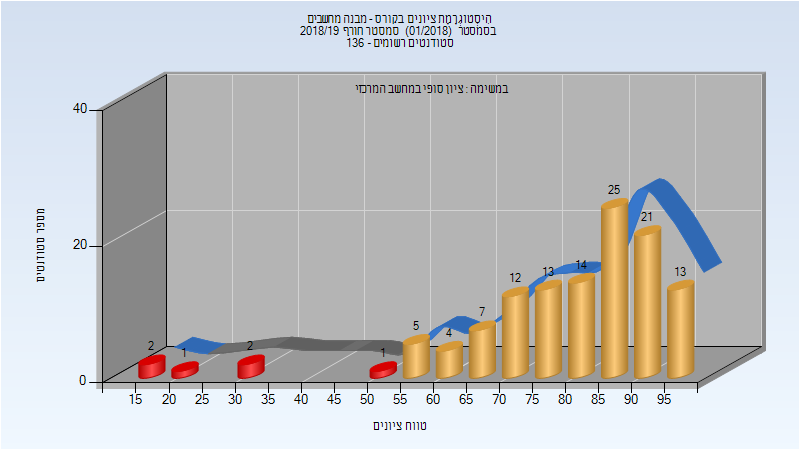 היסטוגרמת ציונים בקורס - מבנה מחשבים
בסמסטר (01/2018) סמסטר חורף 2018/19
סטודנטים רשומים - 136
במשימה : ציון סופי במחשב המרכזי
40
20
0
מספר סטודנטים
2
1
2
1
5
4
7
12
13
14
25
21
13
15 20 25 30 35 40 45 50 55 60 65 70 75 80 85 90 95
טווח ציונים